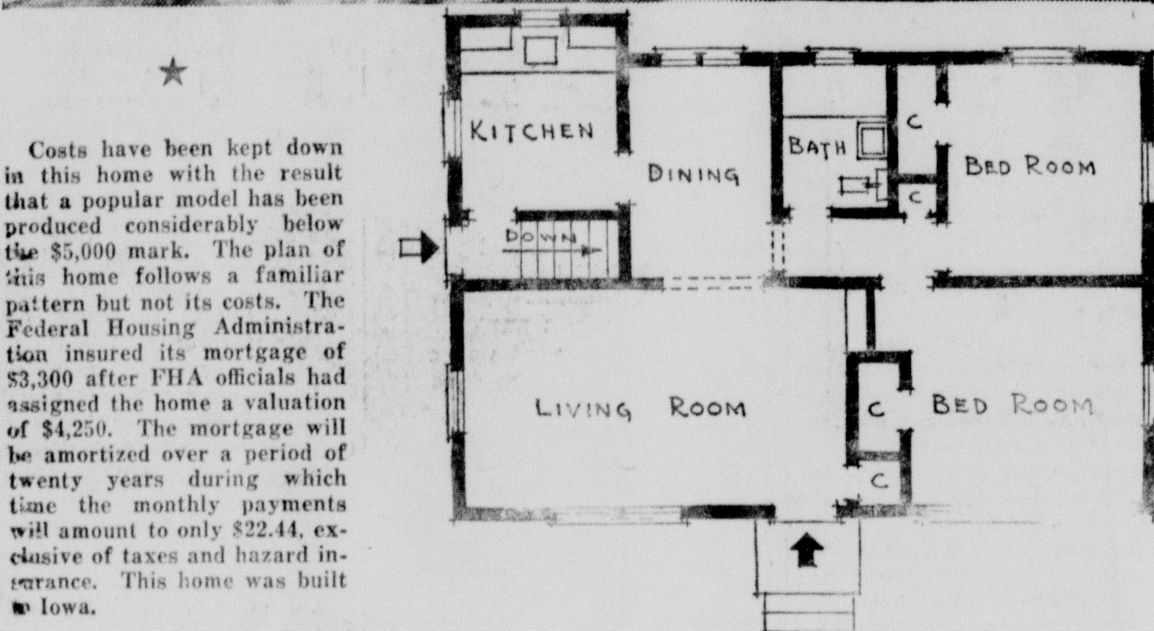 Costs have been kept down
in this home with the result
that a popular model has been
produced considerably below
the $5,000 mark. The plan of
this home follows a familiar
pattern but not its costs. The
Federal Housing Administra-
tion insured its mortgage of
$3,300 after FHA officials had
assigned the home a valuation
of $4,250. The mortgage will
be amortized over a period of
twenty years during which
time the monthly payments
will amount to only $22.44, ex-
clusive of taxes and hazard in-
surance. This home was built
in Iowa.
KITCHEN
DINING
BATH
C
BED ROOM
C
DOWN
LIVING ROOM
C
BED ROOM
C